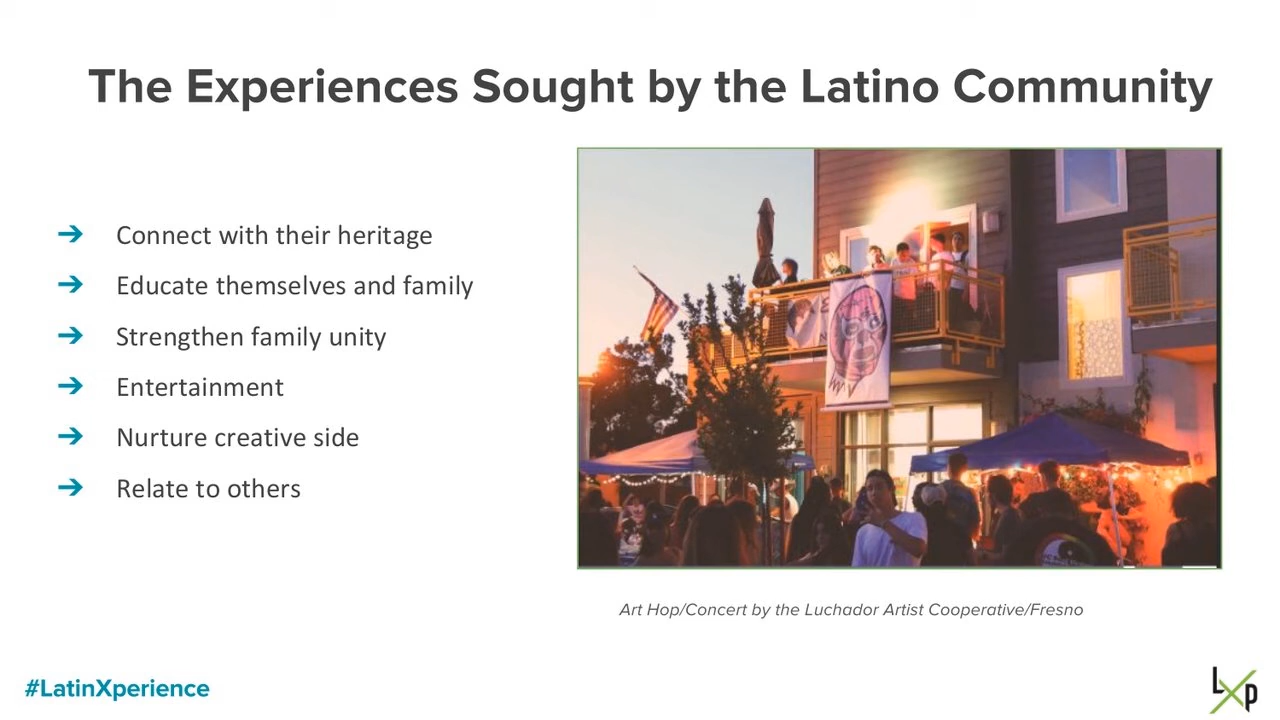 The Experiences Sought by the Latino Community
➔ Connect with their heritage
➔ Educate themselves and family
➔ Strengthen family unity
➔ Entertainment
➔ Nurture creative side
➔ Relate to others
Art Hop/Concert by the Luchador Artist Cooperative/Fresno
#LatinXperience
LXp